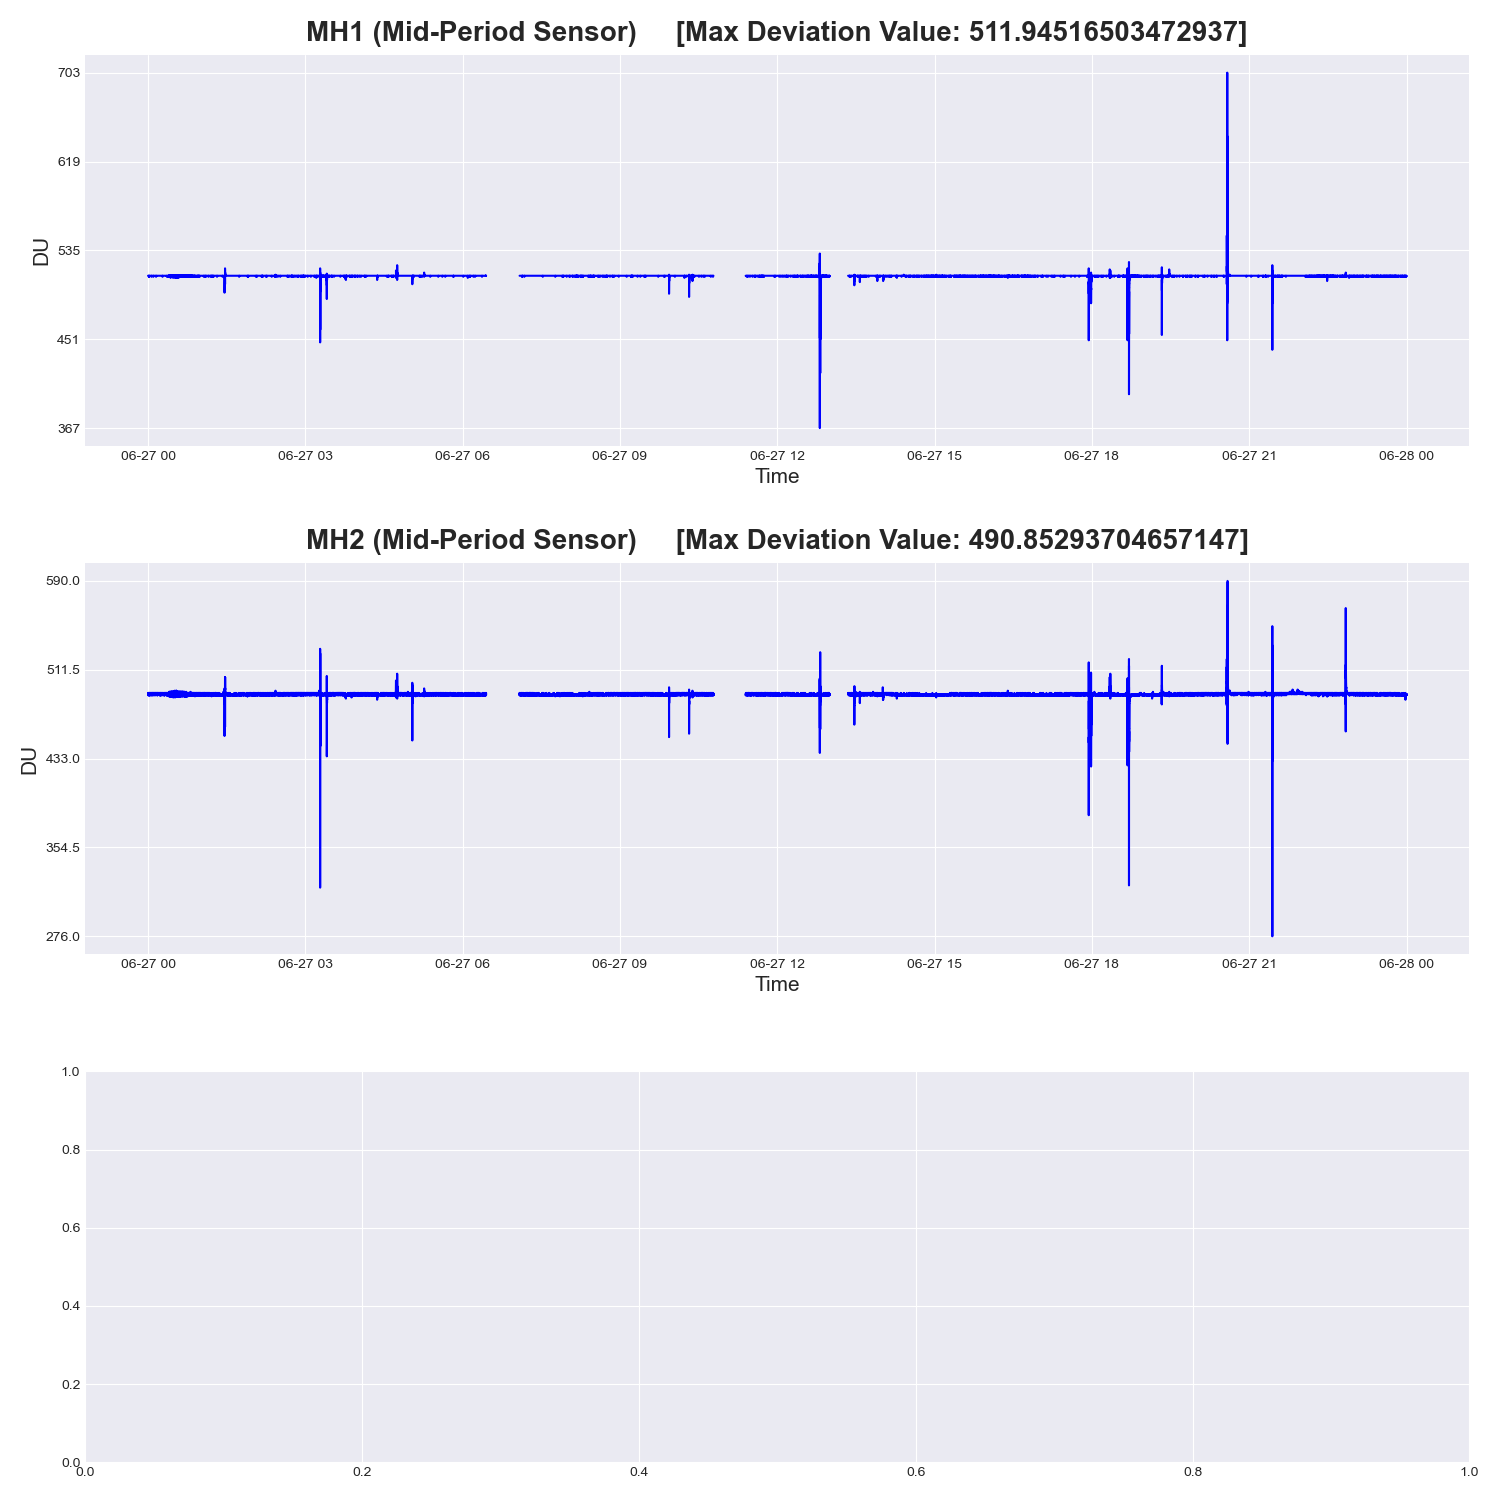 MH1 (Mid-Period Sensor) [Max Deviation Value: 511.94516503472937]
703
619
535
451
367
DU
06-27 00 06-27 03 06-27 06 06-27 09 06-27 12 06-27 15 06-27 18 06-27 21 06-28 00
Time
MH2 (Mid-Period Sensor) [Max Deviation Value: 490.85293704657147]
590.0
511.5
433.0
354.5
276.0
DU
06-27 00 06-27 03 06-27 06 06-27 09 06-27 12 06-27 15 06-27 18 06-27 21 06-28 00
Time
1.0
0.8
0.6
0.4
0.2
0.0
0.0 0.2 0.4 0.6 0.8 1.0